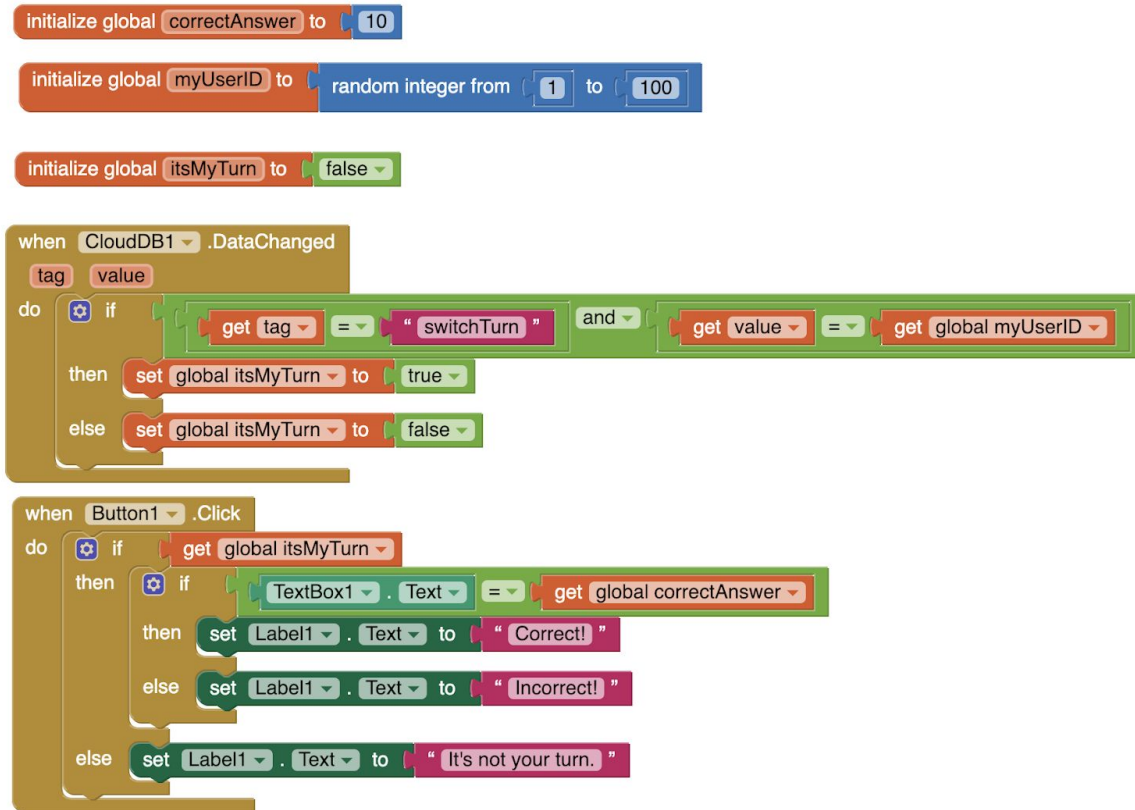 initialize global correctAnswer to 10
initialize global myUserID to random integer from 1 to 100
initialize global itsMyTurn to false
when CloudDB1 .DataChanged
tag value
do if get tag = " switchTurn " and get value = get global myUserID
then set global itsMyTurn to true
else set global itsMyTurn to false
when Button1 .Click
do if get global itsMyTurn
then if TextBox1 . Text = get global correctAnswer
then set Label1 . Text to " Correct! "
else set Label1 . Text to " Incorrect! "
else set Label1 . Text to " It's not your turn. "